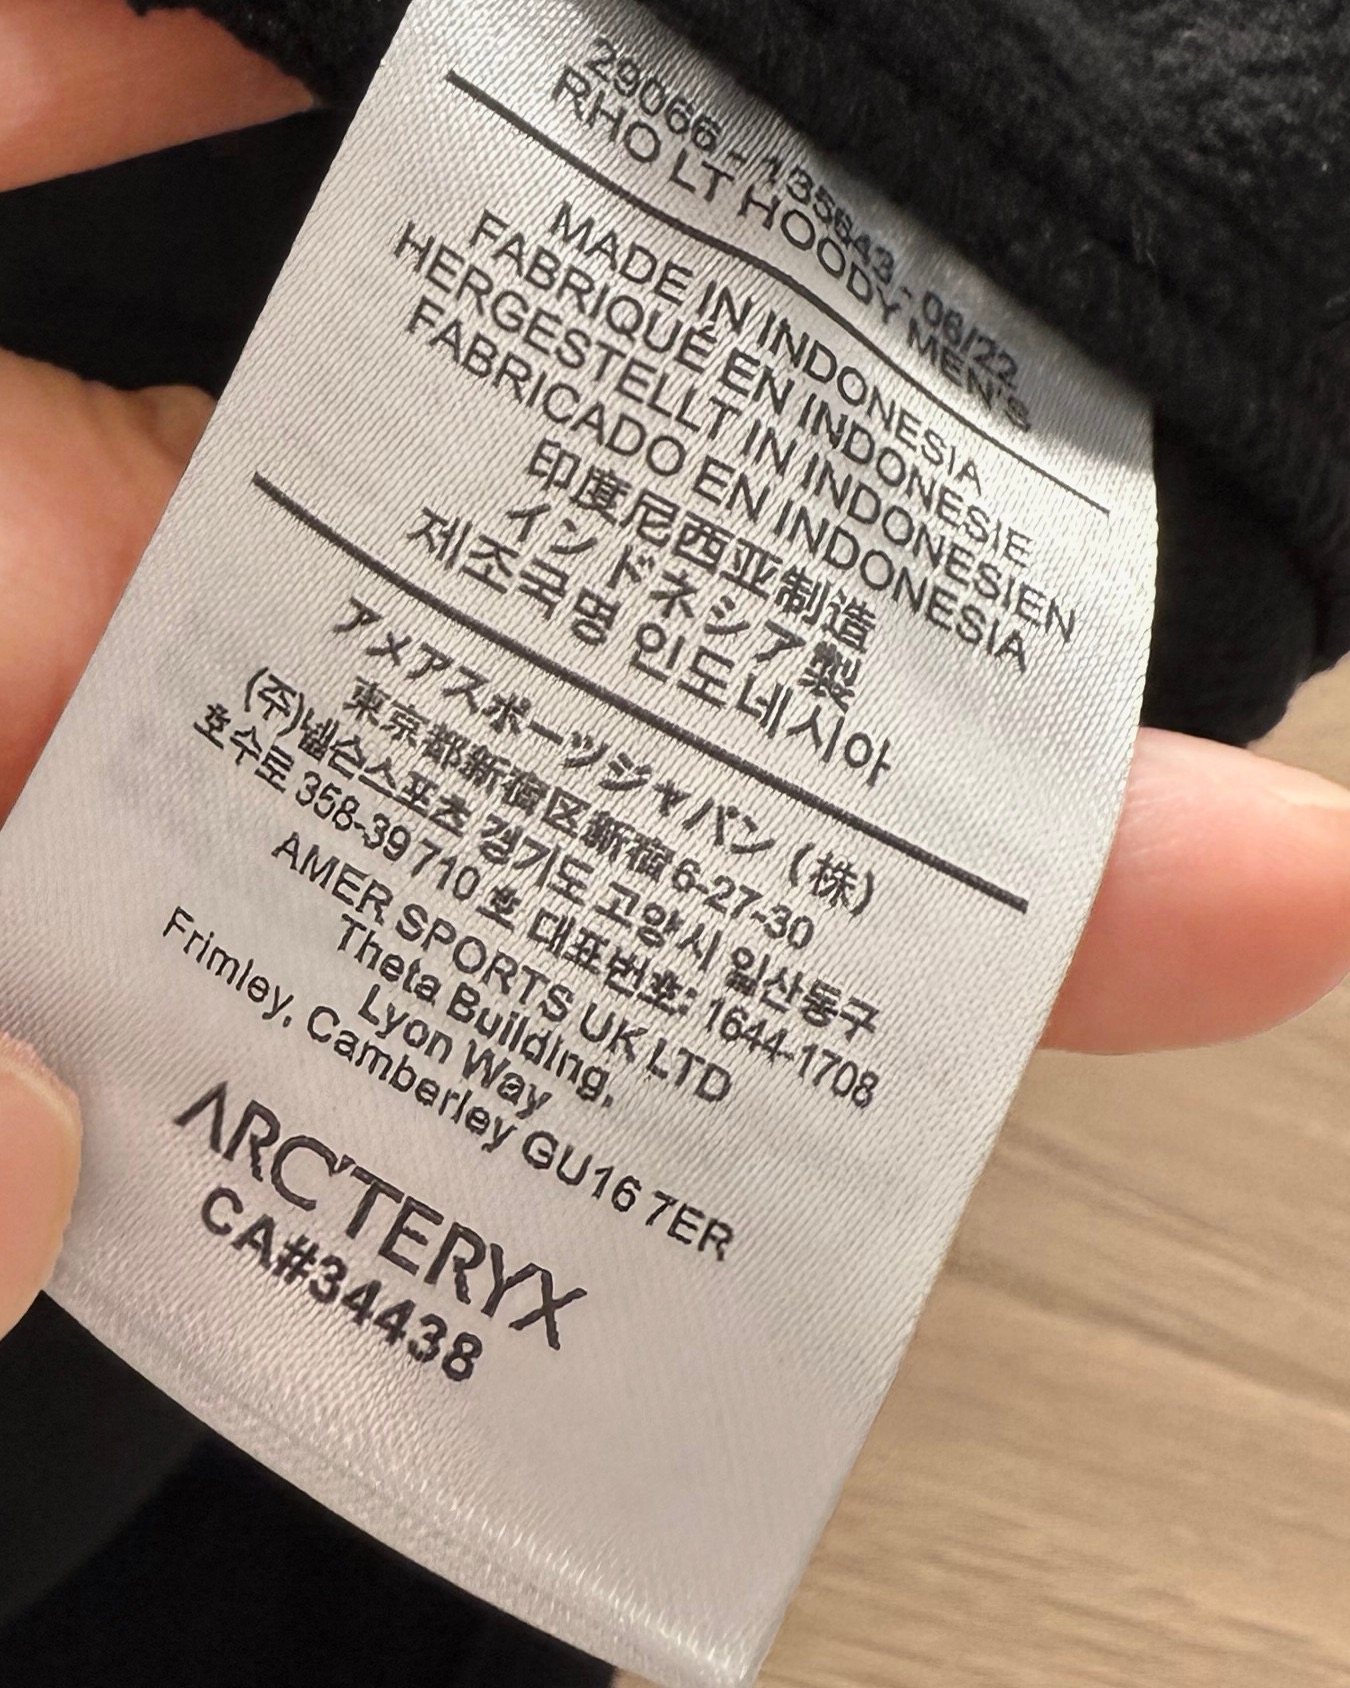 29066 - 135643 - 06/22
RHO LT HOODY MEN'S
MADE IN INDONESIA
FABRIQUÉ EN INDONESIE
HERGESTELLT IN INDONESIEN
FABRICADO EN INDONESIA
印度尼西亚制造
インドネシア製
제조국명 인도네시아
アメアスポーツジャパン (株)
東京都新宿区新宿 6-27-30
(주)넬슨스포츠 경기도 고양시 일산동구
호수로 358-39 710 호 대표번호: 1644-1708
AMER SPORTS UK LTD
Theta Building,
Lyon Way
Frimley, Camberley GU16 7ER
ARC'TERYX
CA#34438